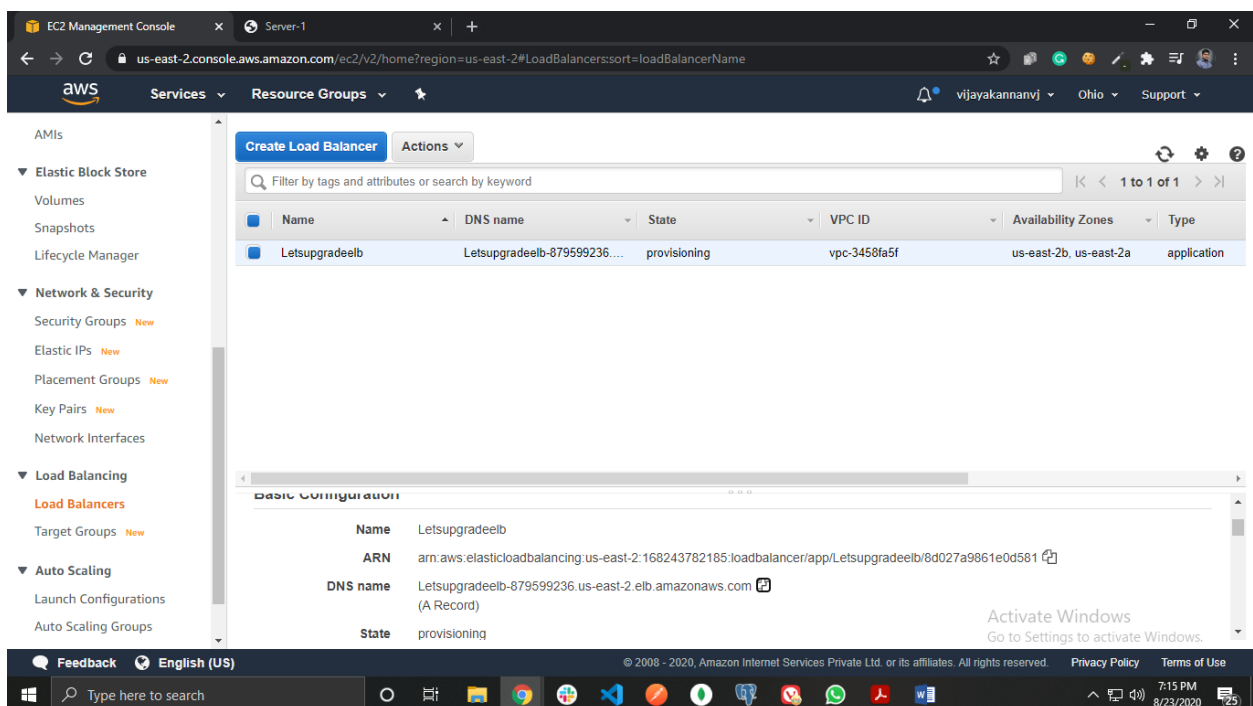 EC2 Management Console
Server-1
us-east-2.console.aws.amazon.com/ec2/v2/home?region=us-east-2#LoadBalancers:sort=loadBalancerName
aws
Services
Resource Groups
vijayakannanvj
Ohio
Support
AMIs
Elastic Block Store
Volumes
Snapshots
Lifecycle Manager
Network & Security
Security Groups New
Elastic IPs New
Placement Groups New
Key Pairs New
Network Interfaces
Load Balancing
Load Balancers
Target Groups New
Auto Scaling
Launch Configurations
Auto Scaling Groups
Create Load Balancer
Actions
Filter by tags and attributes or search by keyword
1 to 1 of 1
Name DNS name State VPC ID Availability Zones Type
Letsupgradeelb Letsupgradeelb-879599236.... provisioning vpc-3458fa5f us-east-2b, us-east-2a application
Basic Configuration
Name Letsupgradeelb
ARN arn:aws:elasticloadbalancing:us-east-2:168243782185:loadbalancer/app/Letsupgradeelb/8d027a9861e0d581
DNS name Letsupgradeelb-879599236.us-east-2.elb.amazonaws.com
(A Record)
State provisioning
Activate Windows
Go to Settings to activate Windows.
Feedback
English (US)
© 2008 - 2020, Amazon Internet Services Private Ltd. or its affiliates. All rights reserved.
Privacy Policy
Terms of Use
Type here to search
7:15 PM
8/23/2020
25